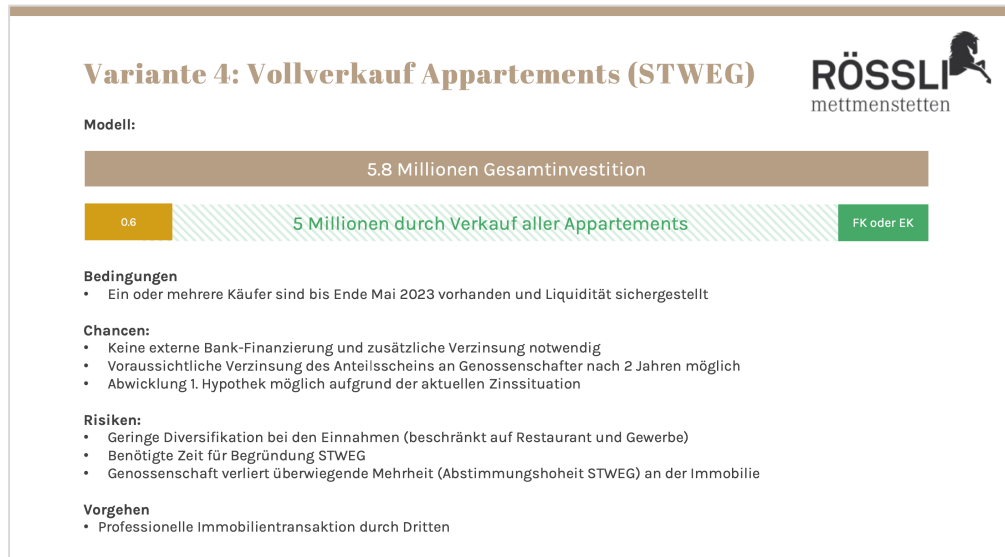 Variante 4: Vollverkauf Appartements (STWEG)
RÖSSLI
mettmenstetten
Modell:
5.8 Millionen Gesamtinvestition
0.6
5 Millionen durch Verkauf aller Appartements
FK oder EK
Bedingungen
• Ein oder mehrere Käufer sind bis Ende Mai 2023 vorhanden und Liquidität sichergestellt
Chancen:
• Keine externe Bank-Finanzierung und zusätzliche Verzinsung notwendig
• Voraussichtliche Verzinsung des Anteilsscheins an Genossenschafter nach 2 Jahren möglich
• Abwicklung 1. Hypothek möglich aufgrund der aktuellen Zinssituation
Risiken:
• Geringe Diversifikation bei den Einnahmen (beschränkt auf Restaurant und Gewerbe)
• Benötigte Zeit für Begründung STWEG
• Genossenschaft verliert überwiegende Mehrheit (Abstimmungshoheit STWEG) an der Immobilie
Vorgehen
• Professionelle Immobilientransaktion durch Dritten